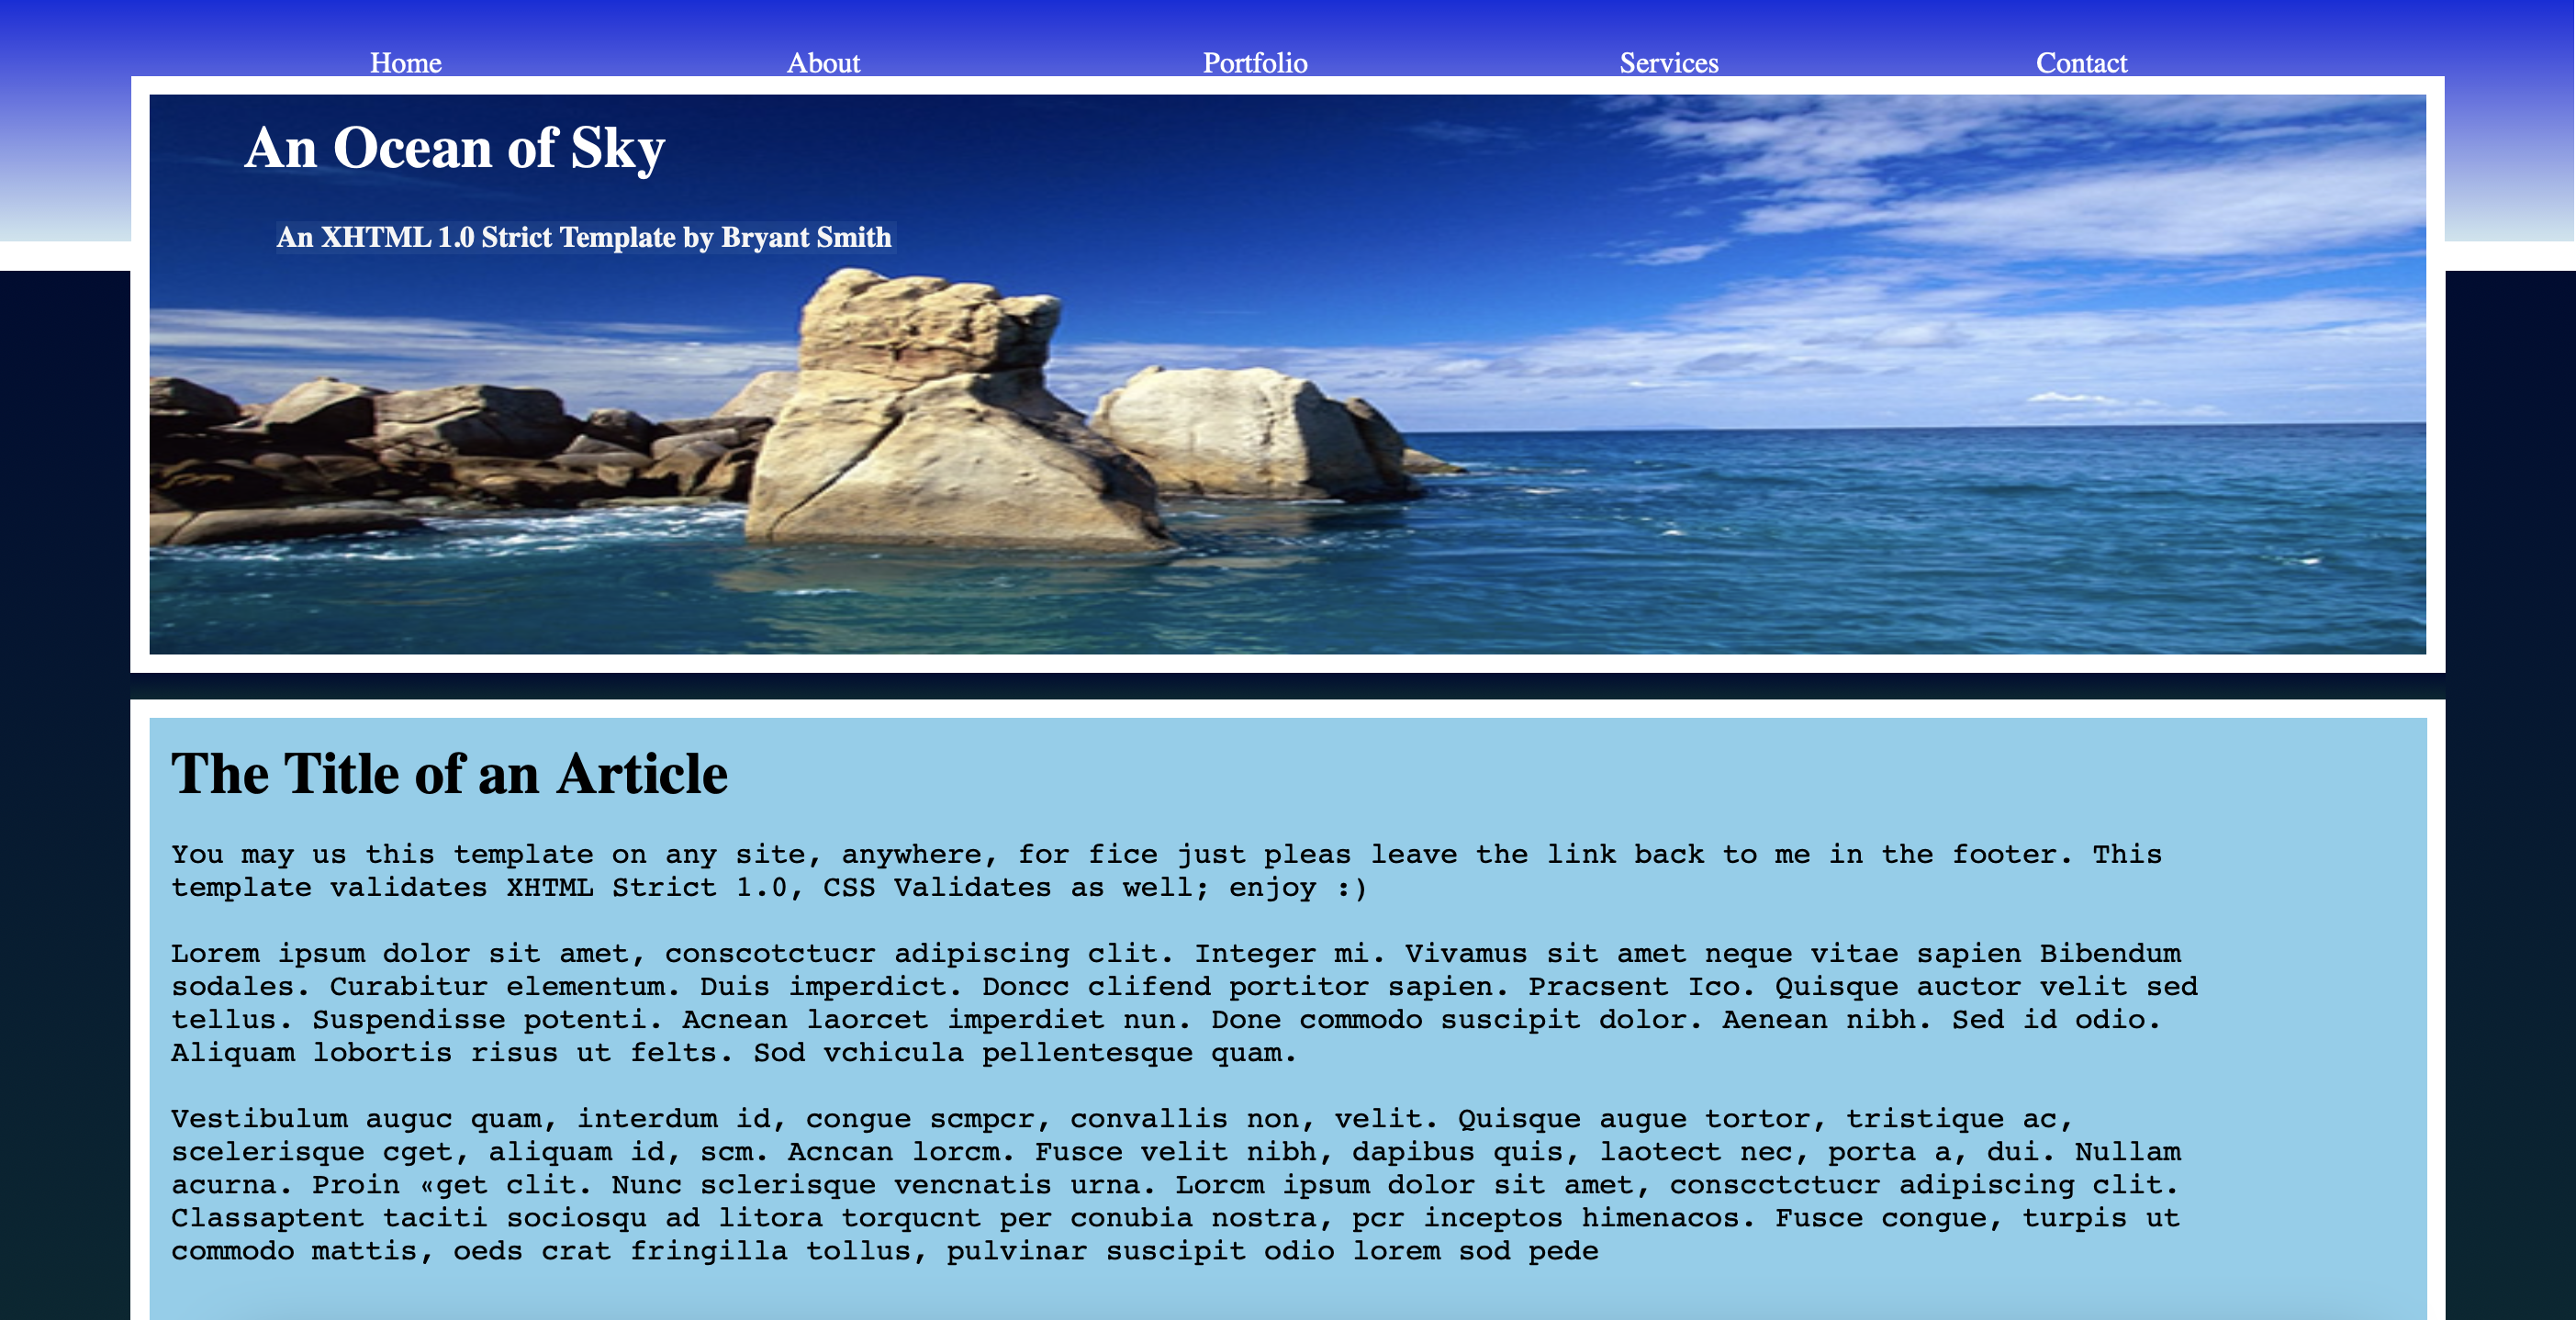 Home About Portfolio Services Contact
An Ocean of Sky
An XHTML 1.0 Strict Template by Bryant Smith
The Title of an Article
You may us this template on any site, anywhere, for fice just pleas leave the link back to me in the footer. This
template validates XHTML Strict 1.0, CSS Validates as well; enjoy :)
Lorem ipsum dolor sit amet, conscotctucr adipiscing clit. Integer mi. Vivamus sit amet neque vitae sapien Bibendum
sodales. Curabitur elementum. Duis imperdict. Doncc clifend portitor sapien. Pracsent Ico. Quisque auctor velit sed
tellus. Suspendisse potenti. Acnean laorcet imperdiet nun. Done commodo suscipit dolor. Aenean nibh. Sed id odio.
Aliquam lobortis risus ut felts. Sod vchicula pellentesque quam.
Vestibulum auguc quam, interdum id, congue scmpcr, convallis non, velit. Quisque augue tortor, tristique ac,
scelerisque cget, aliquam id, scm. Acncan lorcm. Fusce velit nibh, dapibus quis, laotect nec, porta a, dui. Nullam
acurna. Proin «get clit. Nunc sclerisque vencnatis urna. Lorcm ipsum dolor sit amet, conscctctucr adipiscing clit.
Classaptent taciti sociosqu ad litora torqucnt per conubia nostra, pcr inceptos himenacos. Fusce congue, turpis ut
commodo mattis, oeds crat fringilla tollus, pulvinar suscipit odio lorem sod pede